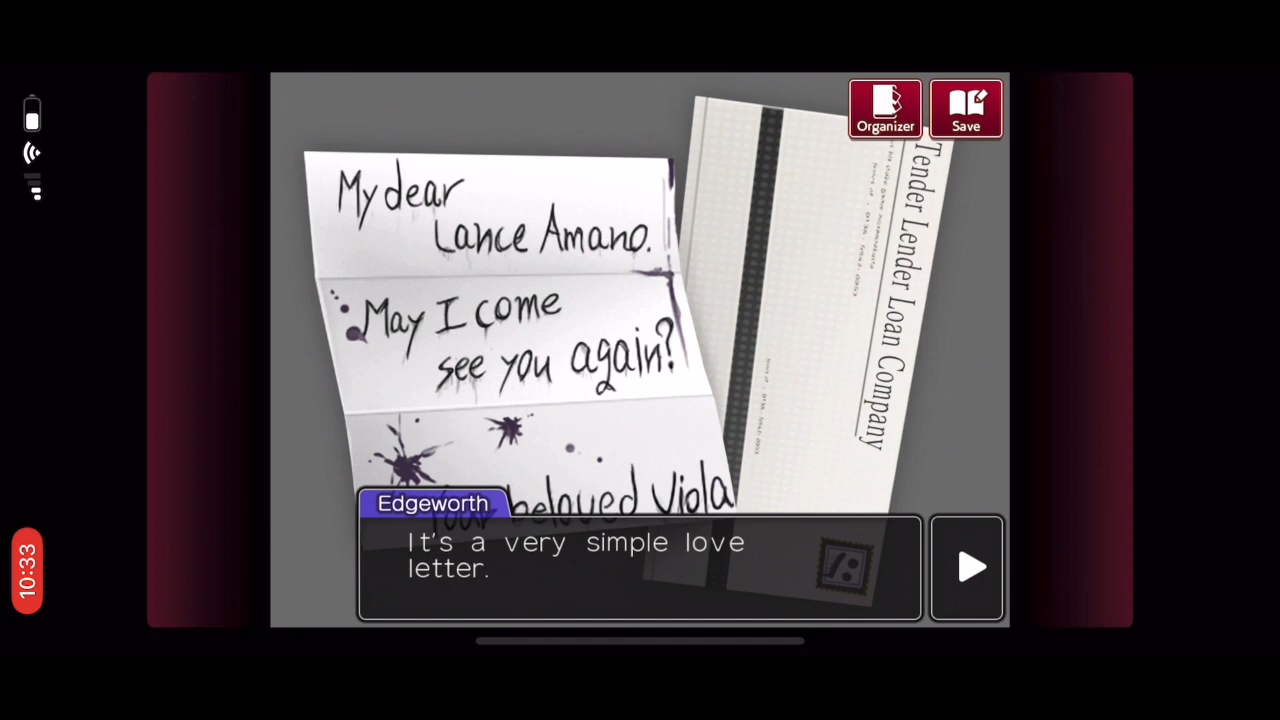 Organizer
Save
My dear
Lance Amano.
May I come
see you again?
Your beloved Viola
Tender Lender Loan Company
Edgeworth
It's a very simple love
letter.
10:33